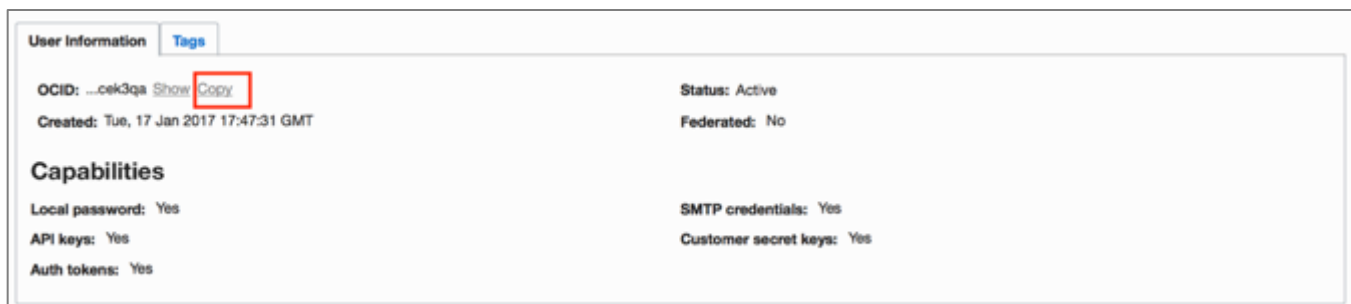 User Information Tags
OCID: ...cek3qa Show Copy Status: Active
Created: Tue, 17 Jan 2017 17:47:31 GMT Federated: No
Capabilities
Local password: Yes SMTP credentials: Yes
API keys: Yes Customer secret keys: Yes
Auth tokens: Yes